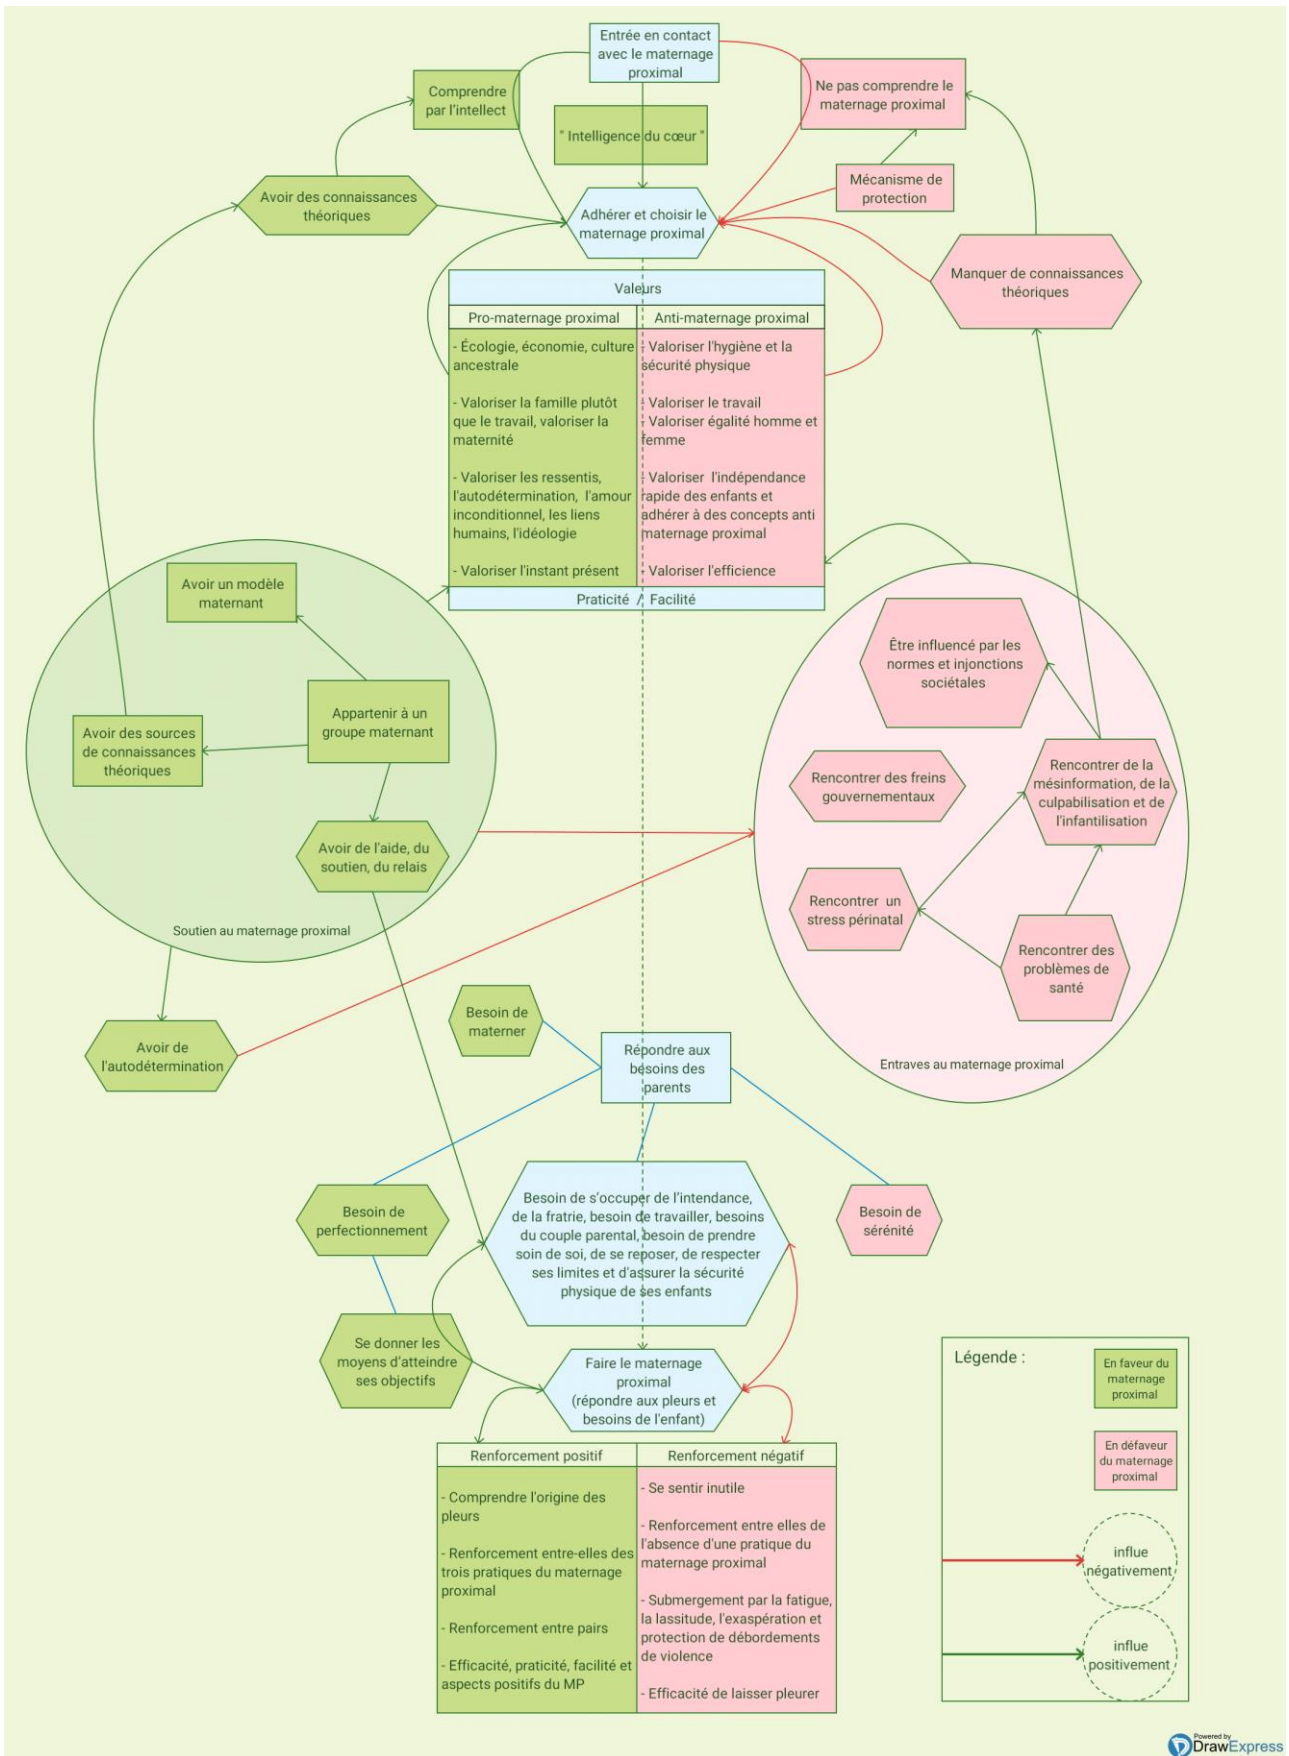 Entrée en contact
avec le maternage
proximal
Comprendre
par l'intellect
" Intelligence du cœur "
Ne pas comprendre le
maternage proximal
Mécanisme de
protection
Avoir des connaissances
théoriques
Adhérer et choisir le
maternage proximal
Manquer de connaissances
théoriques
Valeurs
Pro-maternage proximal
- Écologie, économie, culture
ancestrale
- Valoriser la famille plutôt
que le travail, valoriser la
maternité
- Valoriser les ressentis,
l'autodétermination, l'amour
inconditionnel, les liens
humains, l'idéologie
- Valoriser l'instant présent
Anti-maternage proximal
- Valoriser l'hygiène et la
sécurité physique
- Valoriser le travail
- Valoriser égalité homme et
femme
- Valoriser l'indépendance
rapide des enfants et
adhérer à des concepts anti
maternage proximal
- Valoriser l'efficience
Praticité / Facilité
Avoir un modèle
maternant
Appartenir à un
groupe maternant
Avoir des sources
de connaissances
théoriques
Avoir de l'aide, du
soutien, du relais
Soutien au maternage proximal
Avoir de
l'autodétermination
Être influencé par les
normes et injonctions
sociétales
Rencontrer des freins
gouvernementaux
Rencontrer de la
mésinformation, de la
culpabilisation et de
l'infantilisation
Rencontrer un
stress périnatal
Rencontrer des
problèmes de
santé
Entraves au maternage proximal
Besoin de
materner
Répondre aux
besoins des
parents
Besoin de
perfectionnement
Besoin de s'occuper de l'intendance,
de la fratrie, besoin de travailler, besoins
du couple parental, besoin de prendre
soin de soi, de se reposer, de respecter
ses limites et d'assurer la sécurité
physique de ses enfants
Besoin de
sérénité
Se donner les
moyens d'atteindre
ses objectifs
Faire le maternage
proximal
(répondre aux pleurs et
besoins de l'enfant)
Renforcement positif
- Comprendre l'origine des
pleurs
- Renforcement entre-elles des
trois pratiques du maternage
proximal
- Renforcement entre pairs
- Efficacité, praticité, facilité et
aspects positifs du MP
Renforcement négatif
- Se sentir inutile
- Renforcement entre elles de
l'absence d'une pratique du
maternage proximal
- Submergement par la fatigue,
la lassitude, l'exaspération et
protection de débordements
de violence
- Efficacité de laisser pleurer
Légende :
En faveur du
maternage
proximal
En défaveur
du maternage
proximal
influe
négativement
influe
positivement
Powered by
DrawExpress